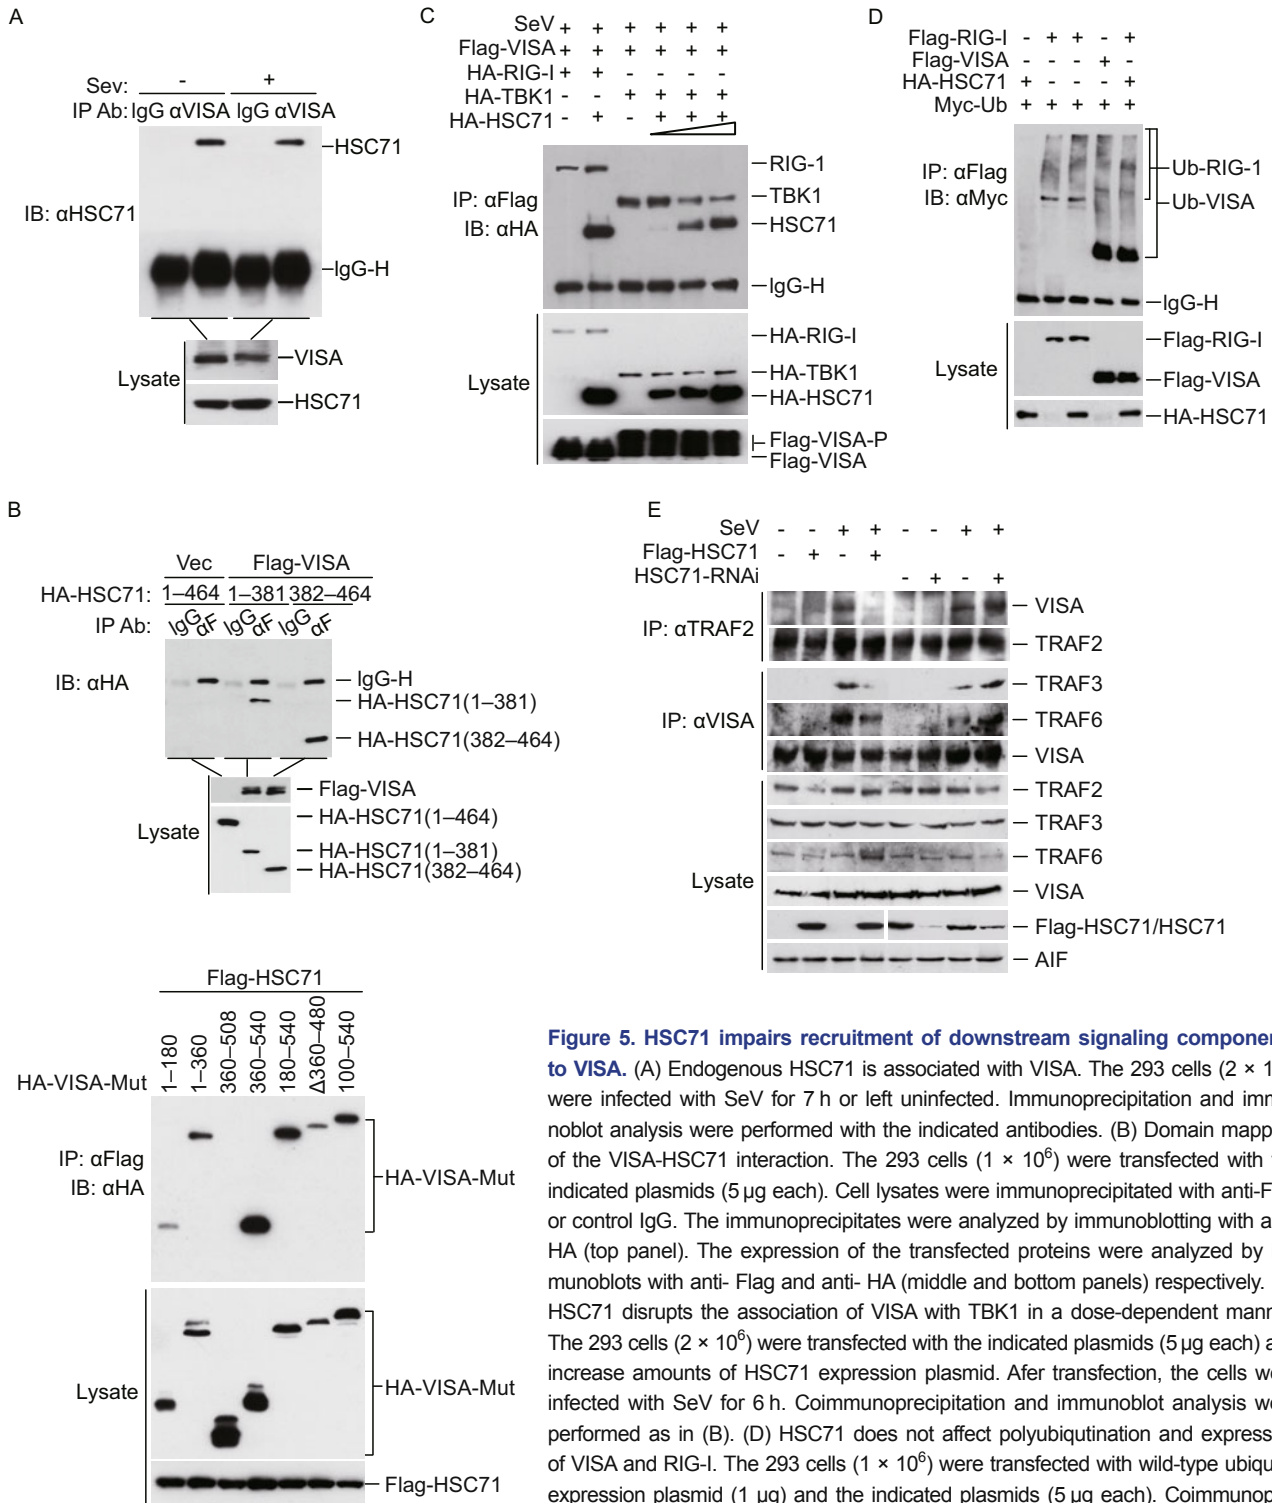 A
Sev: - +
IP Ab: IgG αVISA IgG αVISA
HSC71
IB: αHSC71
IgG-H
VISA
Lysate
HSC71
C
SeV + + + + + +
Flag-VISA + + + + + +
HA-RIG-I + + - - - -
HA-TBK1 - - + + + +
HA-HSC71 - + - + + +
RIG-1
IP: αFlag
TBK1
IB: αHA
HSC71
IgG-H
HA-RIG-I
Lysate
HA-TBK1
HA-HSC71
Flag-VISA-P
Flag-VISA
D
Flag-RIG-I - + + - +
Flag-VISA - - - + -
HA-HSC71 + - - - +
Myc-Ub + + + + +
IP: αFlag
IB: αMyc
Ub-RIG-1
Ub-VISA
IgG-H
Flag-RIG-I
Lysate
Flag-VISA
HA-HSC71
B
Vec Flag-VISA
HA-HSC71: 1–464 1–381 382–464
IP Ab: IgG αF IgG αF IgG αF
IB: αHA
IgG-H
HA-HSC71(1–381)
HA-HSC71(382–464)
Flag-VISA
HA-HSC71(1–464)
Lysate
HA-HSC71(1–381)
HA-HSC71(382–464)
Flag-HSC71
HA-VISA-Mut 1–180 1–360 360–508 360–540 180–540 Δ360–480 100–540
IP: αFlag
IB: αHA
HA-VISA-Mut
Lysate
HA-VISA-Mut
Flag-HSC71
E
SeV - - + + - - + +
Flag-HSC71 - + - +
HSC71-RNAi - + - +
IP: αTRAF2
VISA
TRAF2
IP: αVISA
TRAF3
TRAF6
VISA
Lysate
TRAF2
TRAF3
TRAF6
VISA
Flag-HSC71/HSC71
AIF
Figure 5. HSC71 impairs recruitment of downstream signaling component
to VISA. (A) Endogenous HSC71 is associated with VISA. The 293 cells (2 × 1
were infected with SeV for 7 h or left uninfected. Immunoprecipitation and imm
noblot analysis were performed with the indicated antibodies. (B) Domain mapp
of the VISA-HSC71 interaction. The 293 cells (1 × 10⁶) were transfected with
indicated plasmids (5 µg each). Cell lysates were immunoprecipitated with anti-F
or control IgG. The immunoprecipitates were analyzed by immunoblotting with a
HA (top panel). The expression of the transfected proteins were analyzed by
munoblots with anti- Flag and anti- HA (middle and bottom panels) respectively.
HSC71 disrupts the association of VISA with TBK1 in a dose-dependent mann
The 293 cells (2 × 10⁶) were transfected with the indicated plasmids (5 µg each) a
increase amounts of HSC71 expression plasmid. Afer transfection, the cells we
infected with SeV for 6 h. Coimmunoprecipitation and immunoblot analysis we
performed as in (B). (D) HSC71 does not affect polyubiqutination and express
of VISA and RIG-I. The 293 cells (1 × 10⁶) were transfected with wild-type ubiqu
expression plasmid (1 µg) and the indicated plasmids (5 µg each). Coimmunop